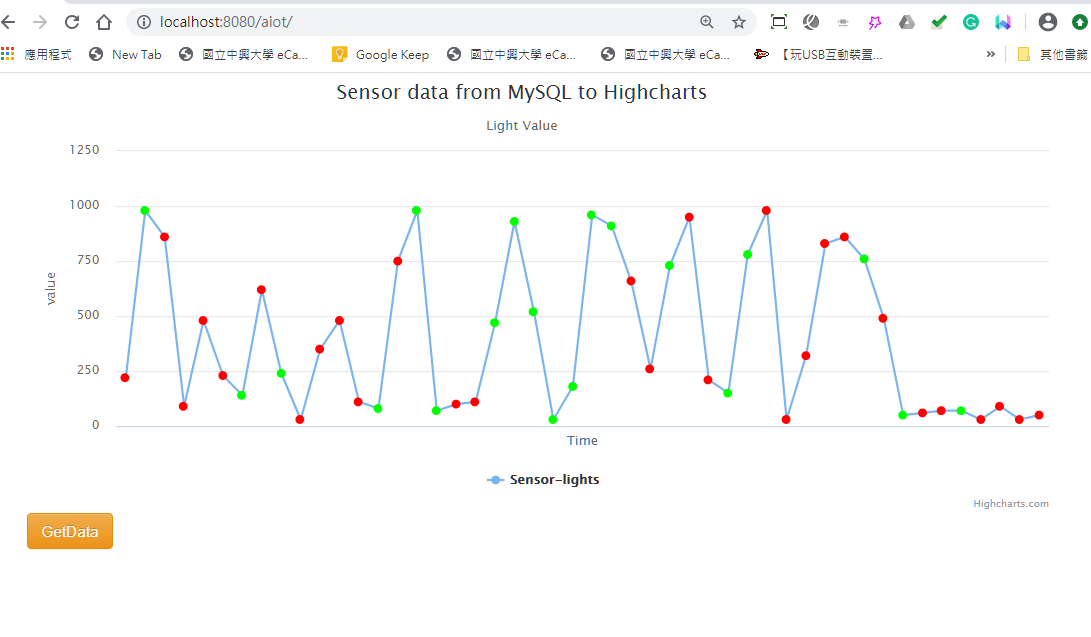 localhost:8080/aiot/
應用程式 New Tab 國立中興大學 eCa... Google Keep 國立中興大學 eCa... 國立中興大學 eCa... 【玩USB互動裝置... » 其他書籤
Sensor data from MySQL to Highcharts
Light Value
1250
1000
750
500
250
0
value
Time
Sensor-lights
Highcharts.com
GetData